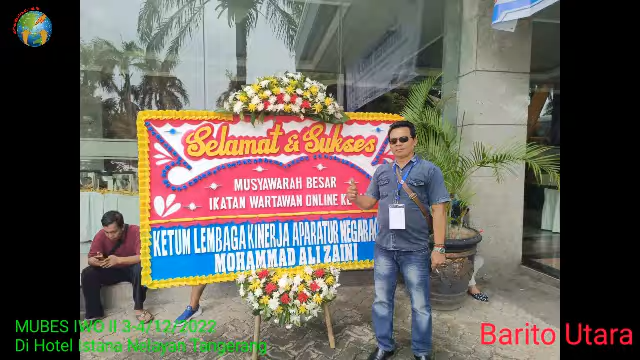 Selamat & Sukses
MUSYAWARAH BESAR
IKATAN WARTAWAN ONLINE KE
KETUM LEMBAGA KINERJA APARATUR NEGARA
MOHAMMAD ALI ZAINI
MUBES IWO II 3-4/12/2022
Di Hotel Istana Nelayan Tangerang
Barito Utara